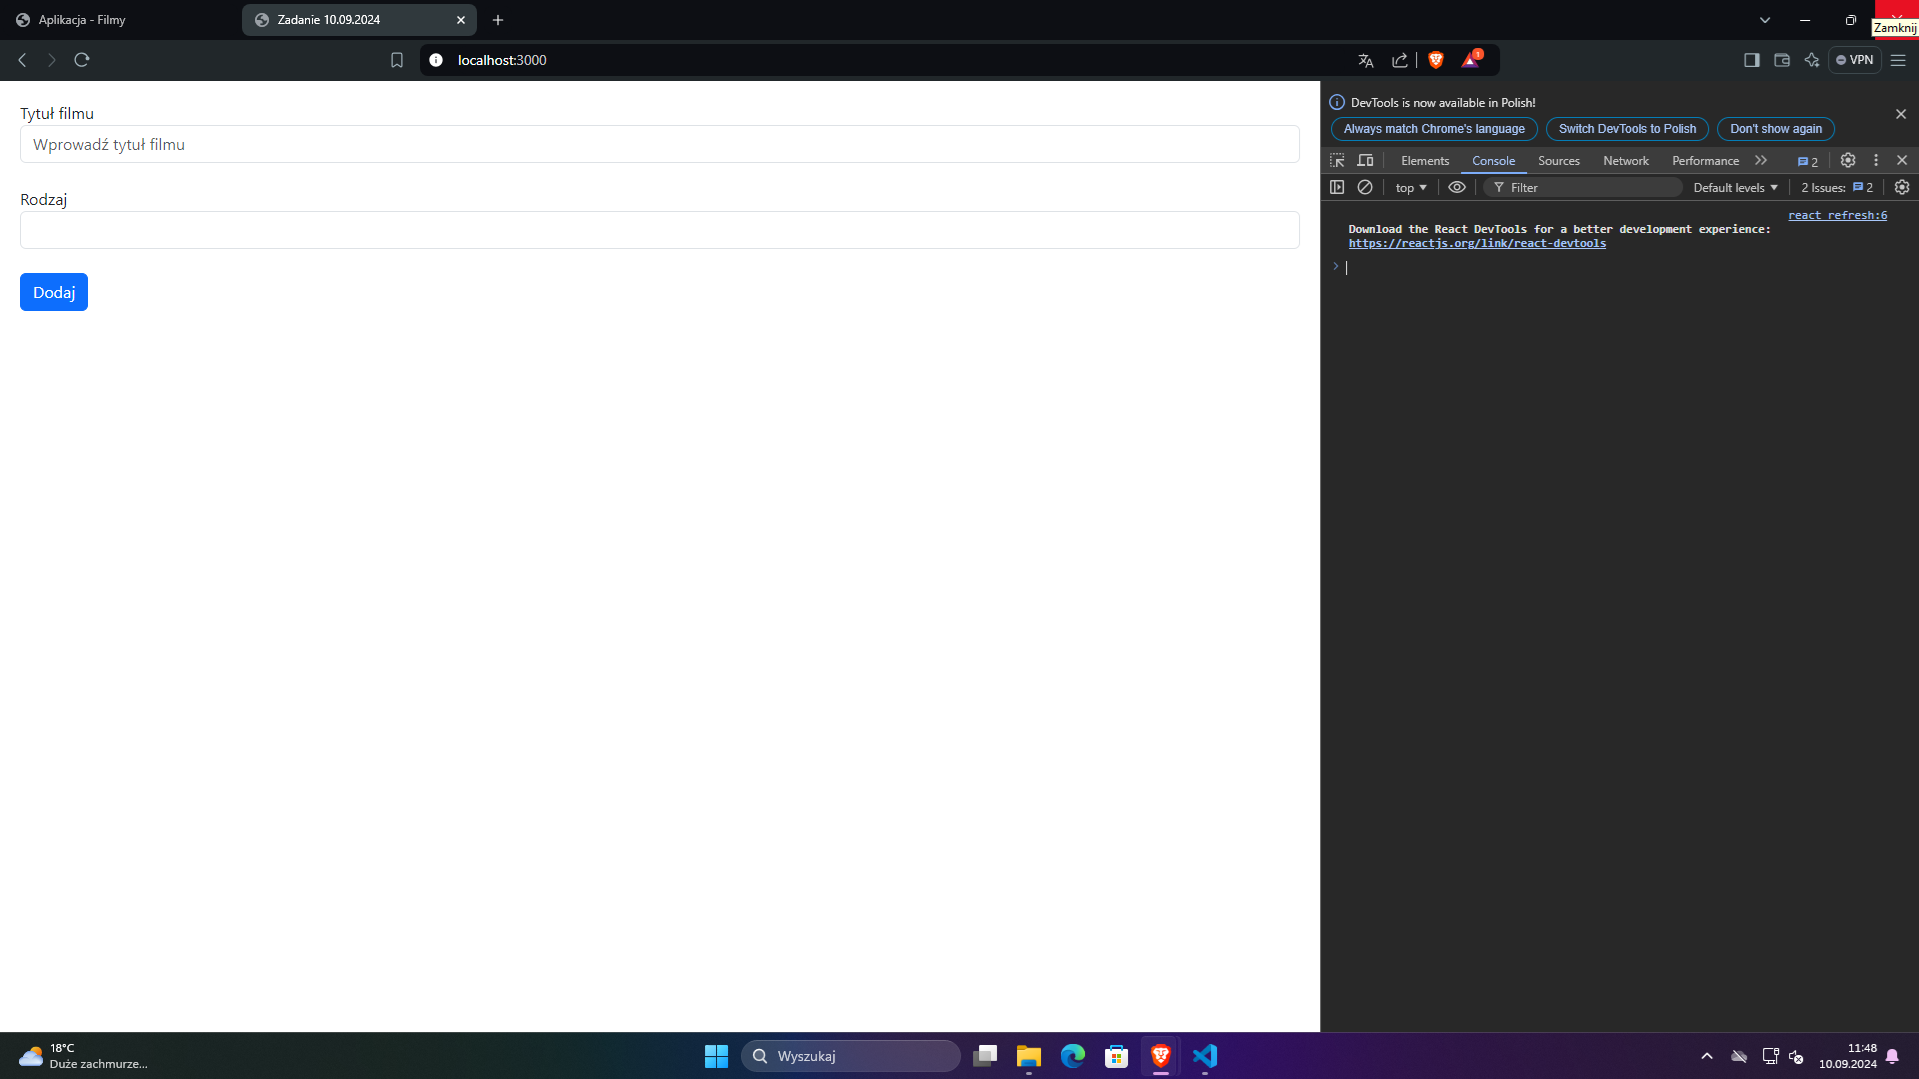 Aplikacja - Filmy
Zadanie 10.09.2024
Zamknij
localhost:3000
1
VPN
Tytuł filmu
Wprowadź tytuł filmu
Rodzaj
Dodaj
DevTools is now available in Polish!
Always match Chrome's language
Switch DevTools to Polish
Don't show again
Elements
Console
Sources
Network
Performance
2
top
Filter
Default levels
2 Issues:
2
react refresh:6
Download the React DevTools for a better development experience:
https://reactjs.org/link/react-devtools
18°C
Duże zachmurze...
Wyszukaj
11:48
10.09.2024